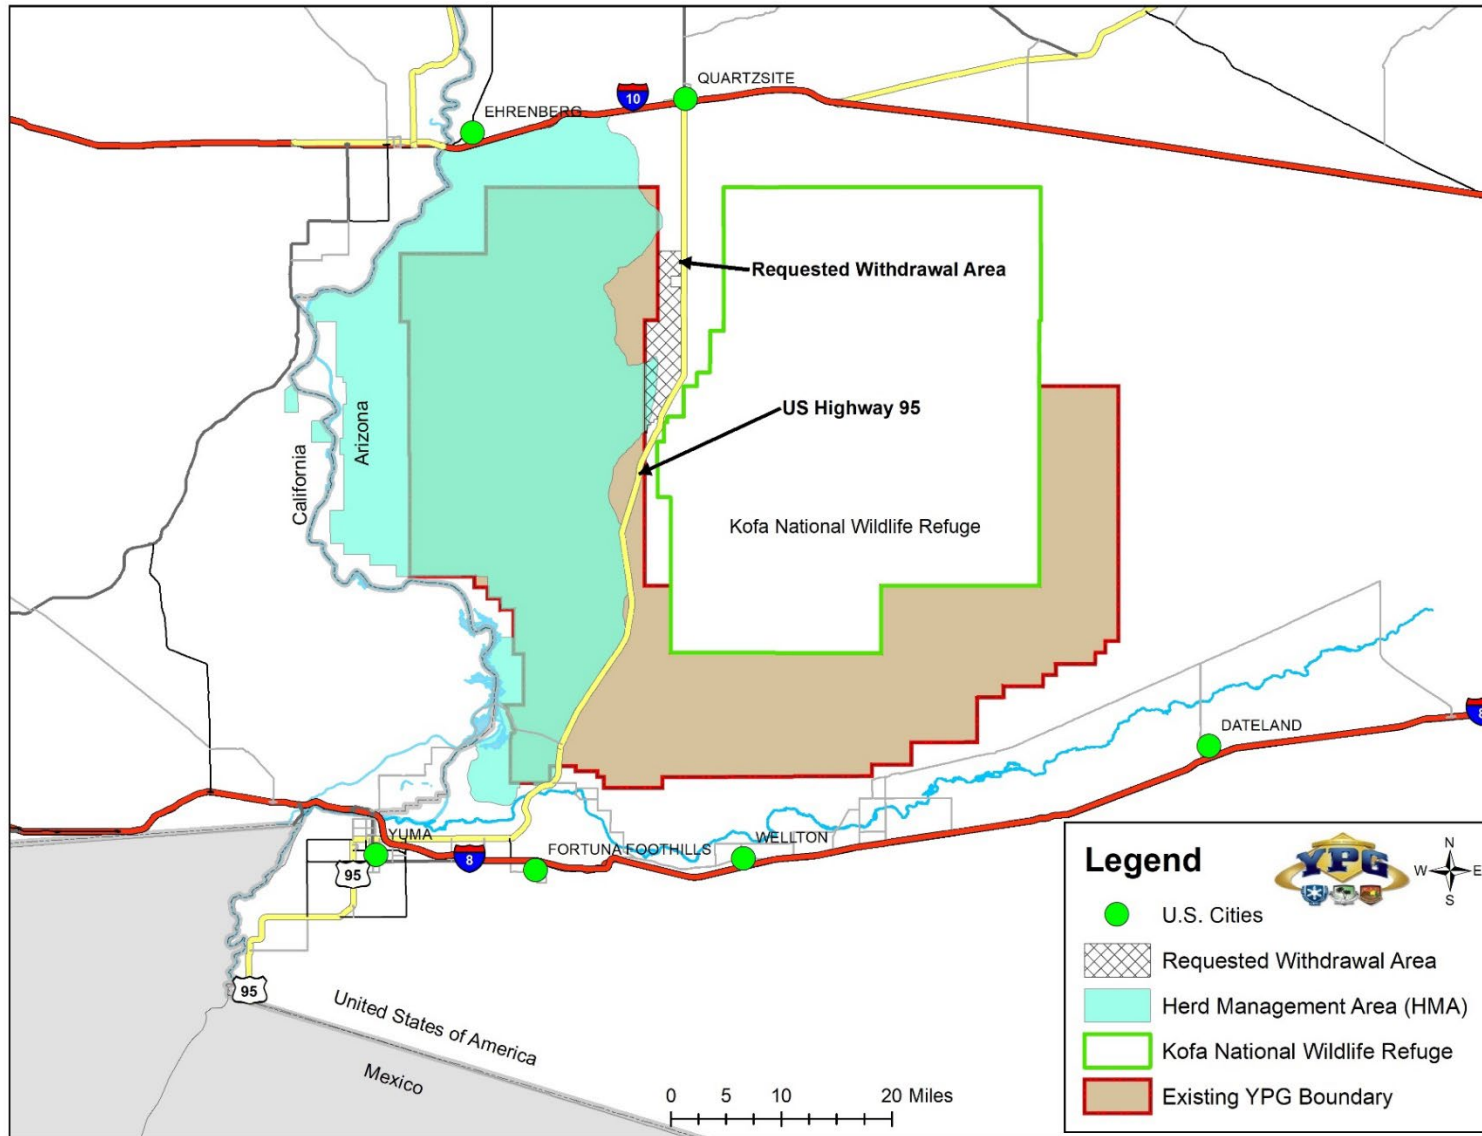 QUARTZSITE
10
EHRENBERG
Requested Withdrawal Area
US Highway 95
Arizona
California
Kofa National Wildlife Refuge
8
DATELAND
YUMA
WELLTON
FORTUNA FOOTHILLS
8
95
95
United States of America
Mexico
0 5 10 20 Miles
Legend
YPG
N
W E
S
U.S. Cities
Requested Withdrawal Area
Herd Management Area (HMA)
Kofa National Wildlife Refuge
Existing YPG Boundary